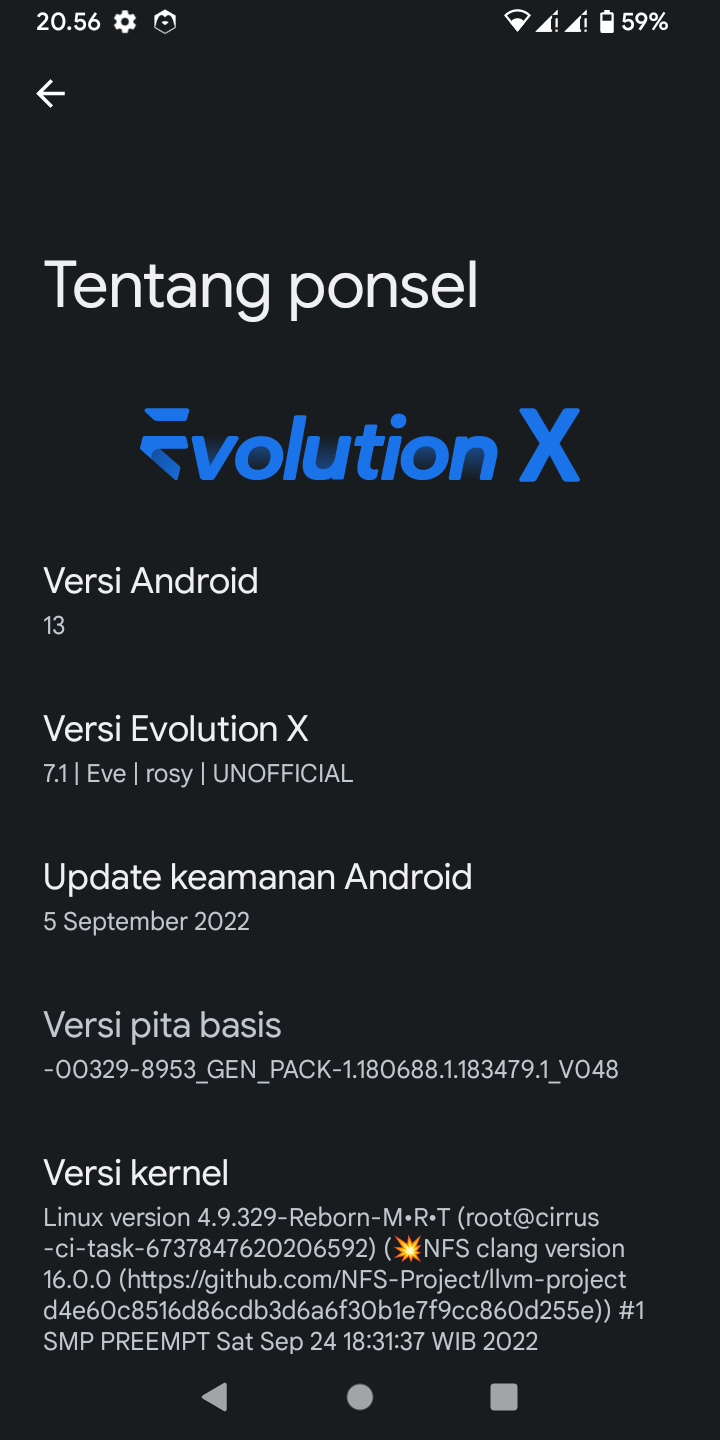 20.56 59%
Tentang ponsel
Evolution X
Versi Android
13
Versi Evolution X
7.1 | Eve | rosy | UNOFFICIAL
Update keamanan Android
5 September 2022
Versi pita basis
-00329-8953_GEN_PACK-1.180688.1.183479.1_V048
Versi kernel
Linux version 4.9.329-Reborn-M•R•T (root@cirrus
-ci-task-6737847620206592) (💥NFS clang version
16.0.0 (https://github.com/NFS-Project/llvm-project
d4e60c8516d86cdb3d6a6f30b1e7f9cc860d255e)) #1
SMP PREEMPT Sat Sep 24 18:31:37 WIB 2022